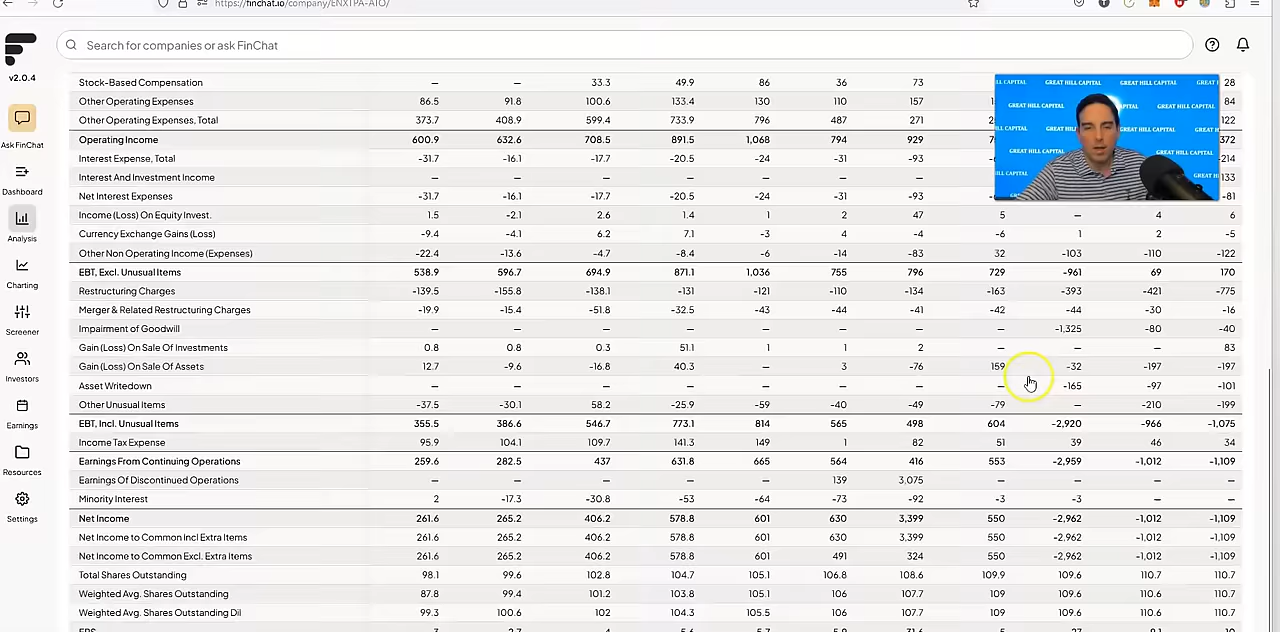 https://finchat.io/company/ENXTPA-ATO/
Search for companies or ask FinChat
v2.0.4
Ask FinChat
Dashboard
Analysis
Charting
Screener
Investors
Earnings
Resources
Settings
Stock-Based Compensation — — 33.3 49.9 86 36 73 28
Other Operating Expenses 86.5 91.8 100.6 133.4 130 110 157 84
Other Operating Expenses, Total 373.7 408.9 599.4 733.9 796 487 271 122
Operating Income 600.9 632.6 708.5 891.5 1,068 794 929 372
Interest Expense, Total -31.7 -16.1 -17.7 -20.5 -24 -31 -93 -214
Interest And Investment Income — — — — — — — 133
Net Interest Expenses -31.7 -16.1 -17.7 -20.5 -24 -31 -93 -81
Income (Loss) On Equity Invest. 1.5 -2.1 2.6 1.4 1 2 47 5 — 4 6
Currency Exchange Gains (Loss) -9.4 -4.1 6.2 7.1 -3 4 -4 -6 1 2 -5
Other Non Operating Income (Expenses) -22.4 -13.6 -4.7 -8.4 -6 -14 -83 32 -103 -110 -122
EBT, Excl. Unusual Items 538.9 596.7 694.9 871.1 1,036 755 796 729 -961 69 170
Restructuring Charges -139.5 -155.8 -138.1 -131 -121 -110 -134 -163 -393 -421 -775
Merger & Related Restructuring Charges -19.9 -15.4 -51.8 -32.5 -43 -44 -41 -42 -44 -30 -16
Impairment of Goodwill — — — — — — — — -1,325 -80 -40
Gain (Loss) On Sale Of Investments 0.8 0.8 0.3 51.1 1 1 2 — — — 83
Gain (Loss) On Sale Of Assets 12.7 -9.6 -16.8 40.3 — 3 -76 159 -32 -197 -197
Asset Writedown — — — — — — — — -165 -97 -101
Other Unusual Items -37.5 -30.1 58.2 -25.9 -59 -40 -49 -79 — -210 -199
EBT, Incl. Unusual Items 355.5 386.6 546.7 773.1 814 565 498 604 -2,920 -966 -1,075
Income Tax Expense 95.9 104.1 109.7 141.3 149 1 82 51 39 46 34
Earnings From Continuing Operations 259.6 282.5 437 631.8 665 564 416 553 -2,959 -1,012 -1,109
Earnings Of Discontinued Operations — — — — — 139 3,075 — — — —
Minority Interest 2 -17.3 -30.8 -53 -64 -73 -92 -3 -3 — —
Net Income 261.6 265.2 406.2 578.8 601 630 3,399 550 -2,962 -1,012 -1,109
Net Income to Common Incl Extra Items 261.6 265.2 406.2 578.8 601 630 3,399 550 -2,962 -1,012 -1,109
Net Income to Common Excl. Extra Items 261.6 265.2 406.2 578.8 601 491 324 550 -2,962 -1,012 -1,109
Total Shares Outstanding 98.1 99.6 102.8 104.7 105.1 106.8 108.6 109.9 109.6 110.7 110.7
Weighted Avg. Shares Outstanding 87.8 99.4 101.2 103.8 105.1 106 107.7 109 109.6 110.6 110.7
Weighted Avg. Shares Outstanding Dil 99.3 100.6 102 104.3 105.5 106 107.7 109 109.6 110.6 110.7
GREAT HILL CAPITAL